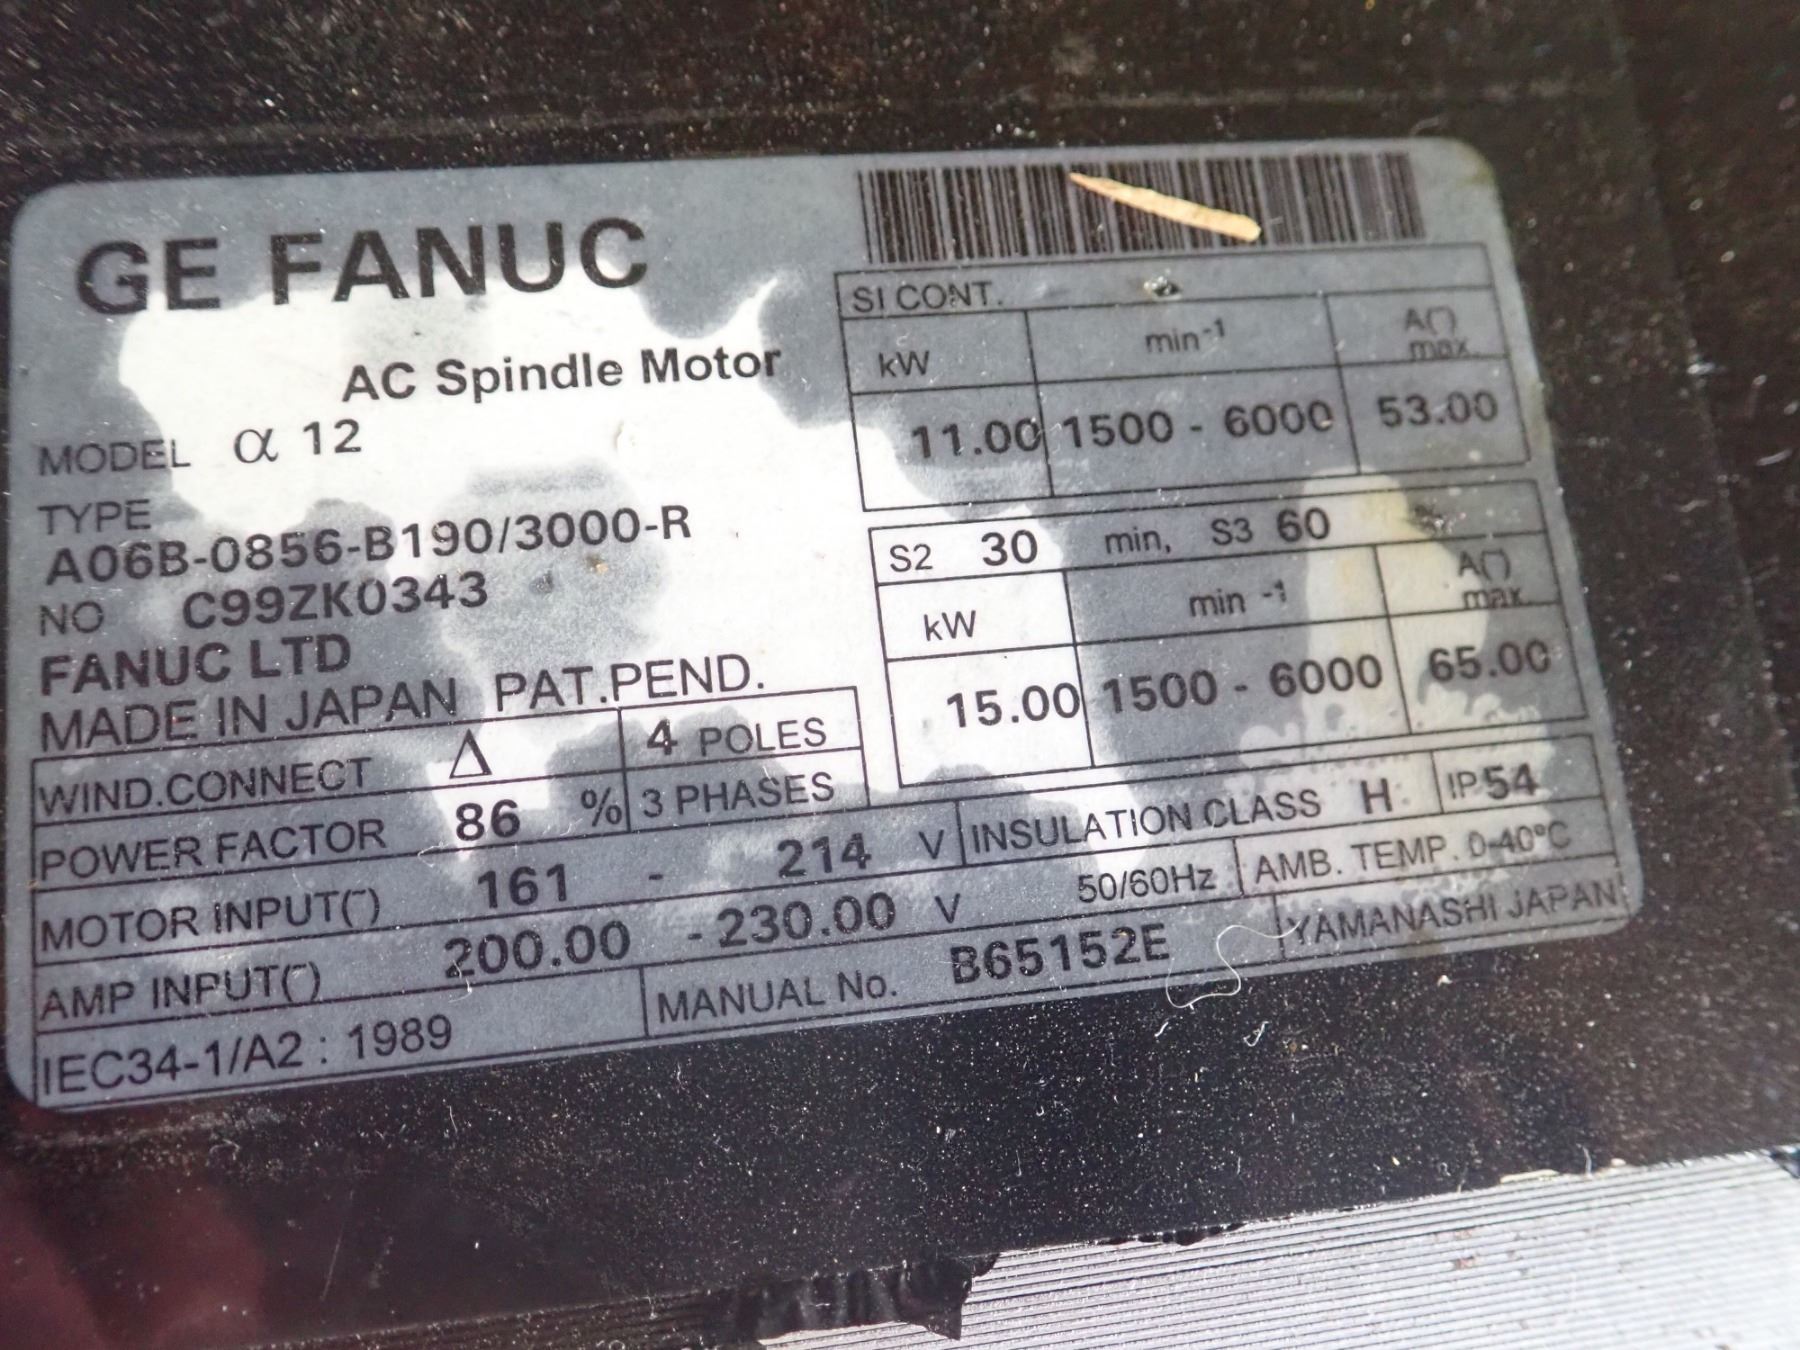 GE FANUC
AC Spindle Motor
MODEL α 12
TYPE
A06B-0856-B190/3000-R
NO C99ZK0343
FANUC LTD
MADE IN JAPAN PAT.PEND.
SI CONT.
kW min-1 A(~) max.
11.00 1500 - 6000 53.00
S2 30 min, S3 60 %
kW min -1 A(~) max.
15.00 1500 - 6000 65.00
WIND.CONNECT Δ 4 POLES
POWER FACTOR 86 % 3 PHASES
MOTOR INPUT(~) 161 - 214 V INSULATION CLASS H IP54
AMP INPUT(~) 200.00 - 230.00 V 50/60Hz AMB. TEMP. 0-40°C
IEC34-1/A2 : 1989 MANUAL No. B65152E YAMANASHI JAPAN